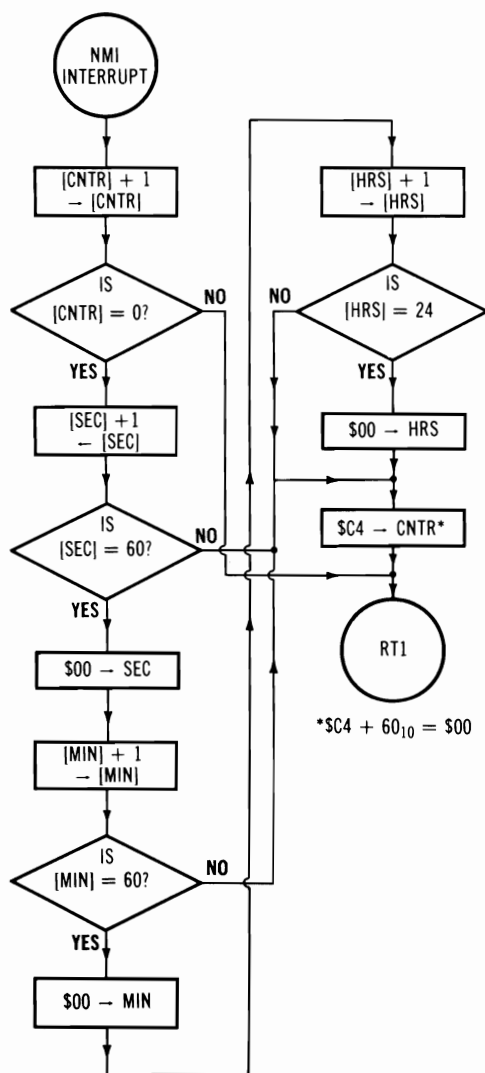 NMI
INTERRUPT
[CNTR] + 1
→ [CNTR]
IS
[CNTR] = 0?
NO
YES
[SEC] +1
← [SEC]
IS
[SEC] = 60?
NO
YES
$00 → SEC
[MIN] + 1
→ [MIN]
IS
[MIN] = 60?
NO
YES
$00 → MIN
[HRS] + 1
→ [HRS]
IS
[HRS] = 24
NO
YES
$00 → HRS
$C4 → CNTR*
RT1
*$C4 + 60₁₀ = $00